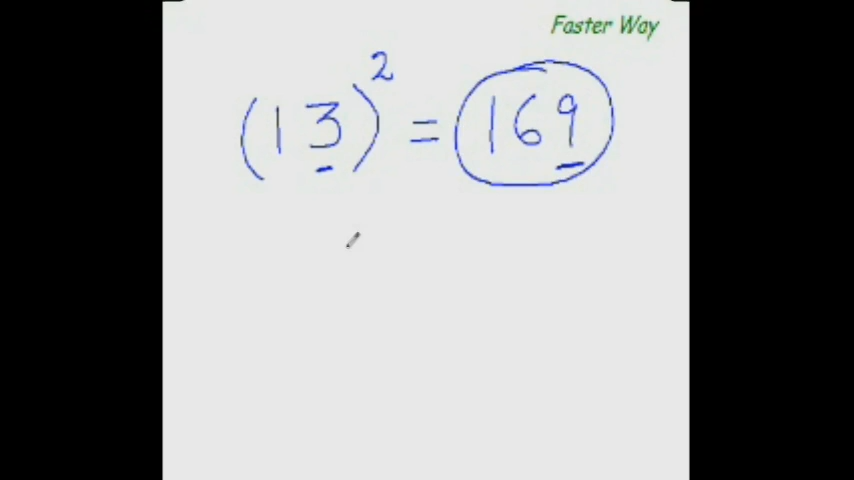 Faster Way
(13)² = 169